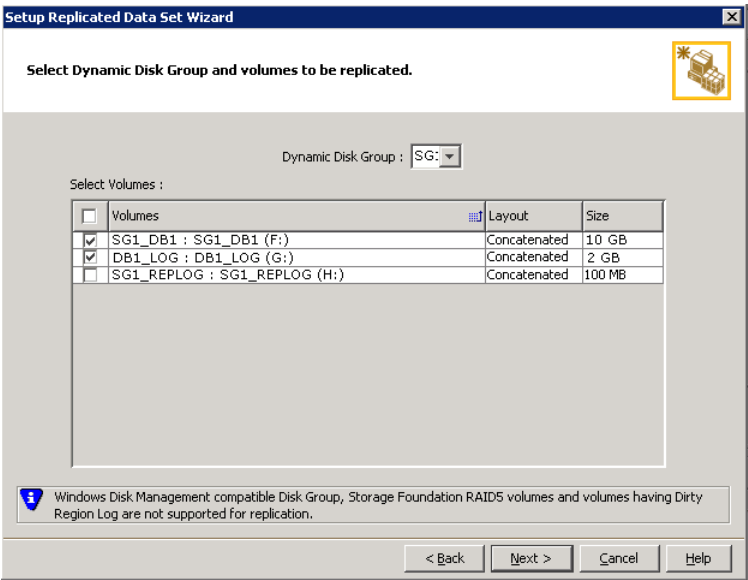 Setup Replicated Data Set Wizard
Select Dynamic Disk Group and volumes to be replicated.
Dynamic Disk Group :
Select Volumes :
Volumes Layout Size
SG1_DB1 : SG1_DB1 (F:) Concatenated 10 GB
DB1_LOG : DB1_LOG (G:) Concatenated 2 GB
SG1_REPLOG : SG1_REPLOG (H:) Concatenated 100 MB
Windows Disk Management compatible Disk Group, Storage Foundation RAID5 volumes and volumes having Dirty
Region Log are not supported for replication.
< Back Next > Cancel Help